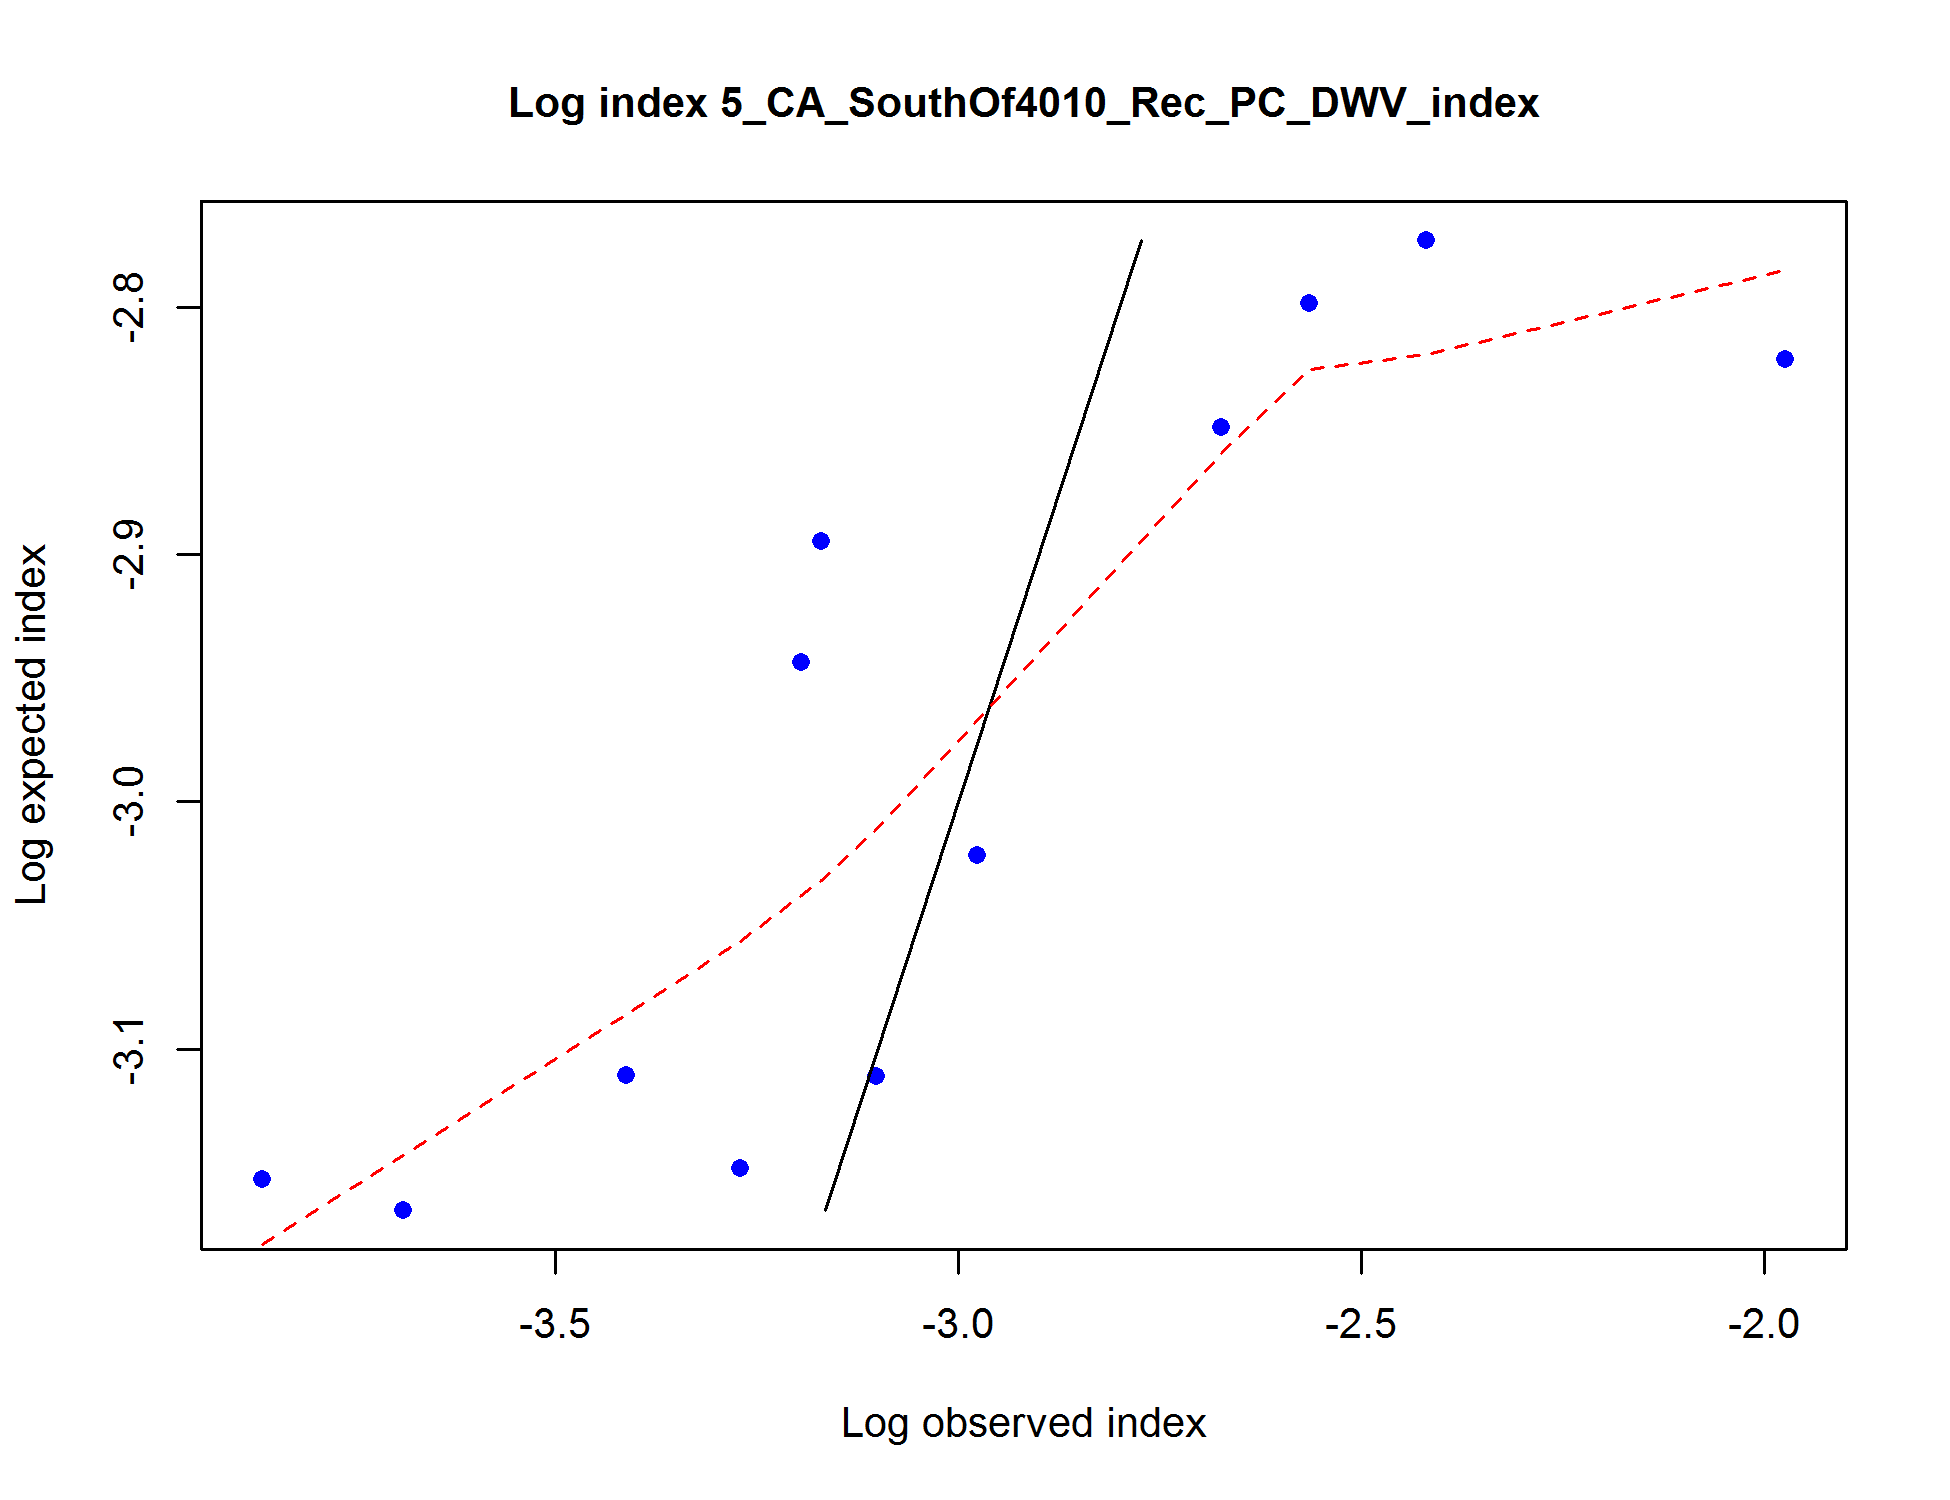 Log index 5_CA_SouthOf4010_Rec_PC_DWV_index
Log expected index
-2.8
-2.9
-3.0
-3.1
-3.5
-3.0
-2.5
-2.0
Log observed index